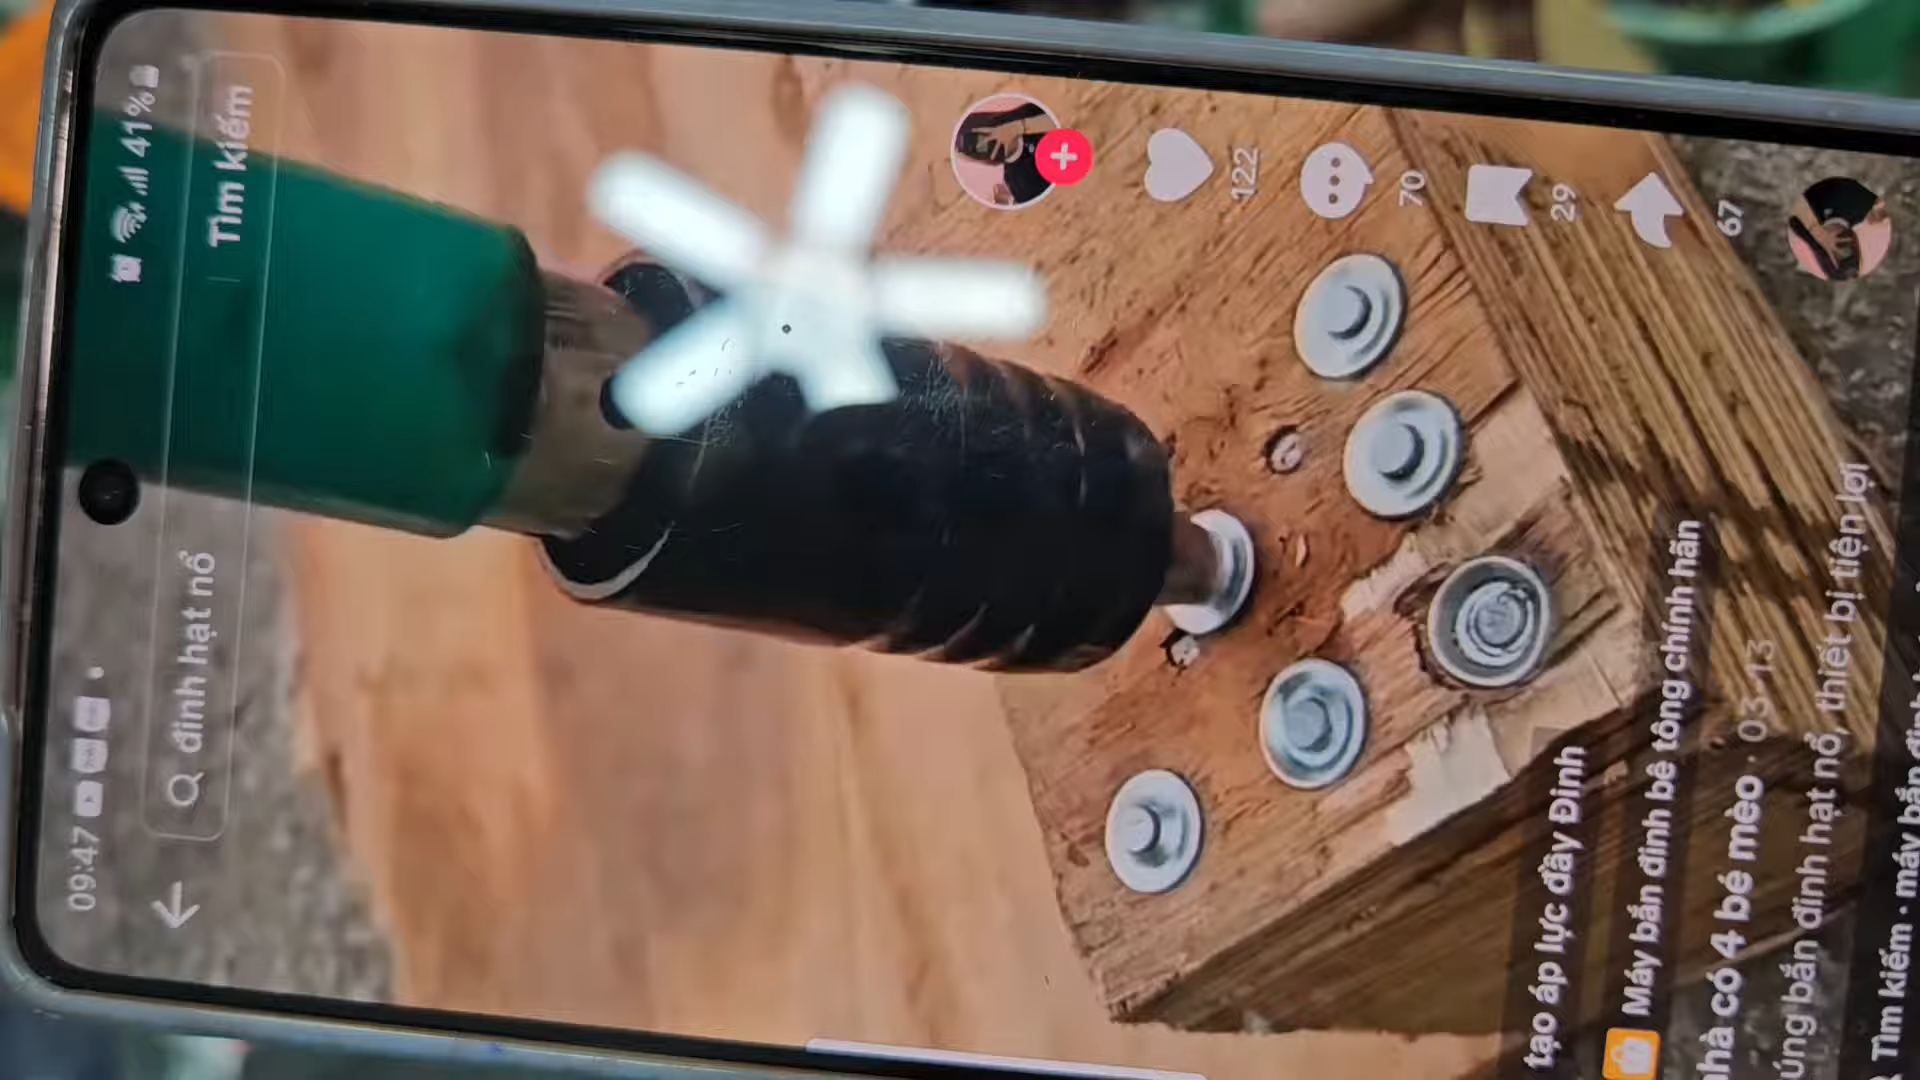 09:47
41%
đinh hạt nổ
Tìm kiếm
122
70
29
67
tạo áp lực đẩy Đinh
Máy bắn đinh bê tông chính hãn
nhà có 4 bé mèo · 03-13
úng bắn đinh hạt nổ, thiết bị tiện lợi
Tìm kiếm · máy bắn đinh